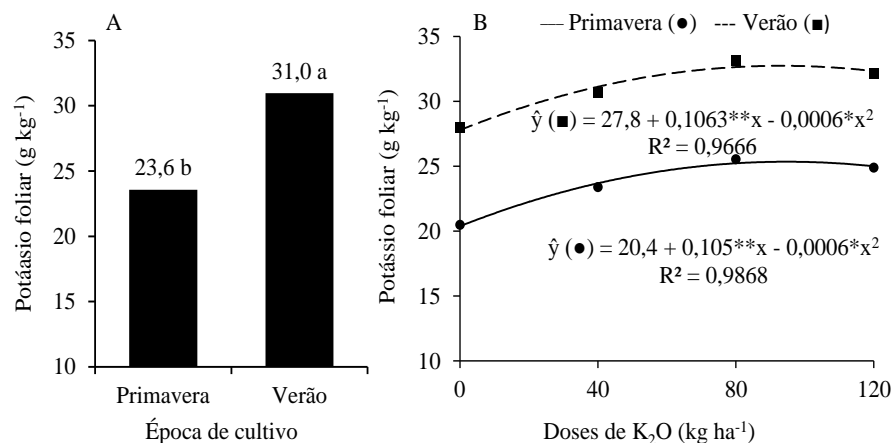 A
Potáasio foliar (g kg⁻¹)
35
30
25
20
15
10
23,6 b
31,0 a
Primavera
Verão
Época de cultivo
B
Primavera (●)
Verão (■)
Potássio foliar (g kg⁻¹)
35
30
25
20
15
10
ŷ (■) = 27,8 + 0,1063**x - 0,0006*x²
R² = 0,9666
ŷ (●) = 20,4 + 0,105**x - 0,0006*x²
R² = 0,9868
0
40
80
120
Doses de K₂O (kg ha⁻¹)